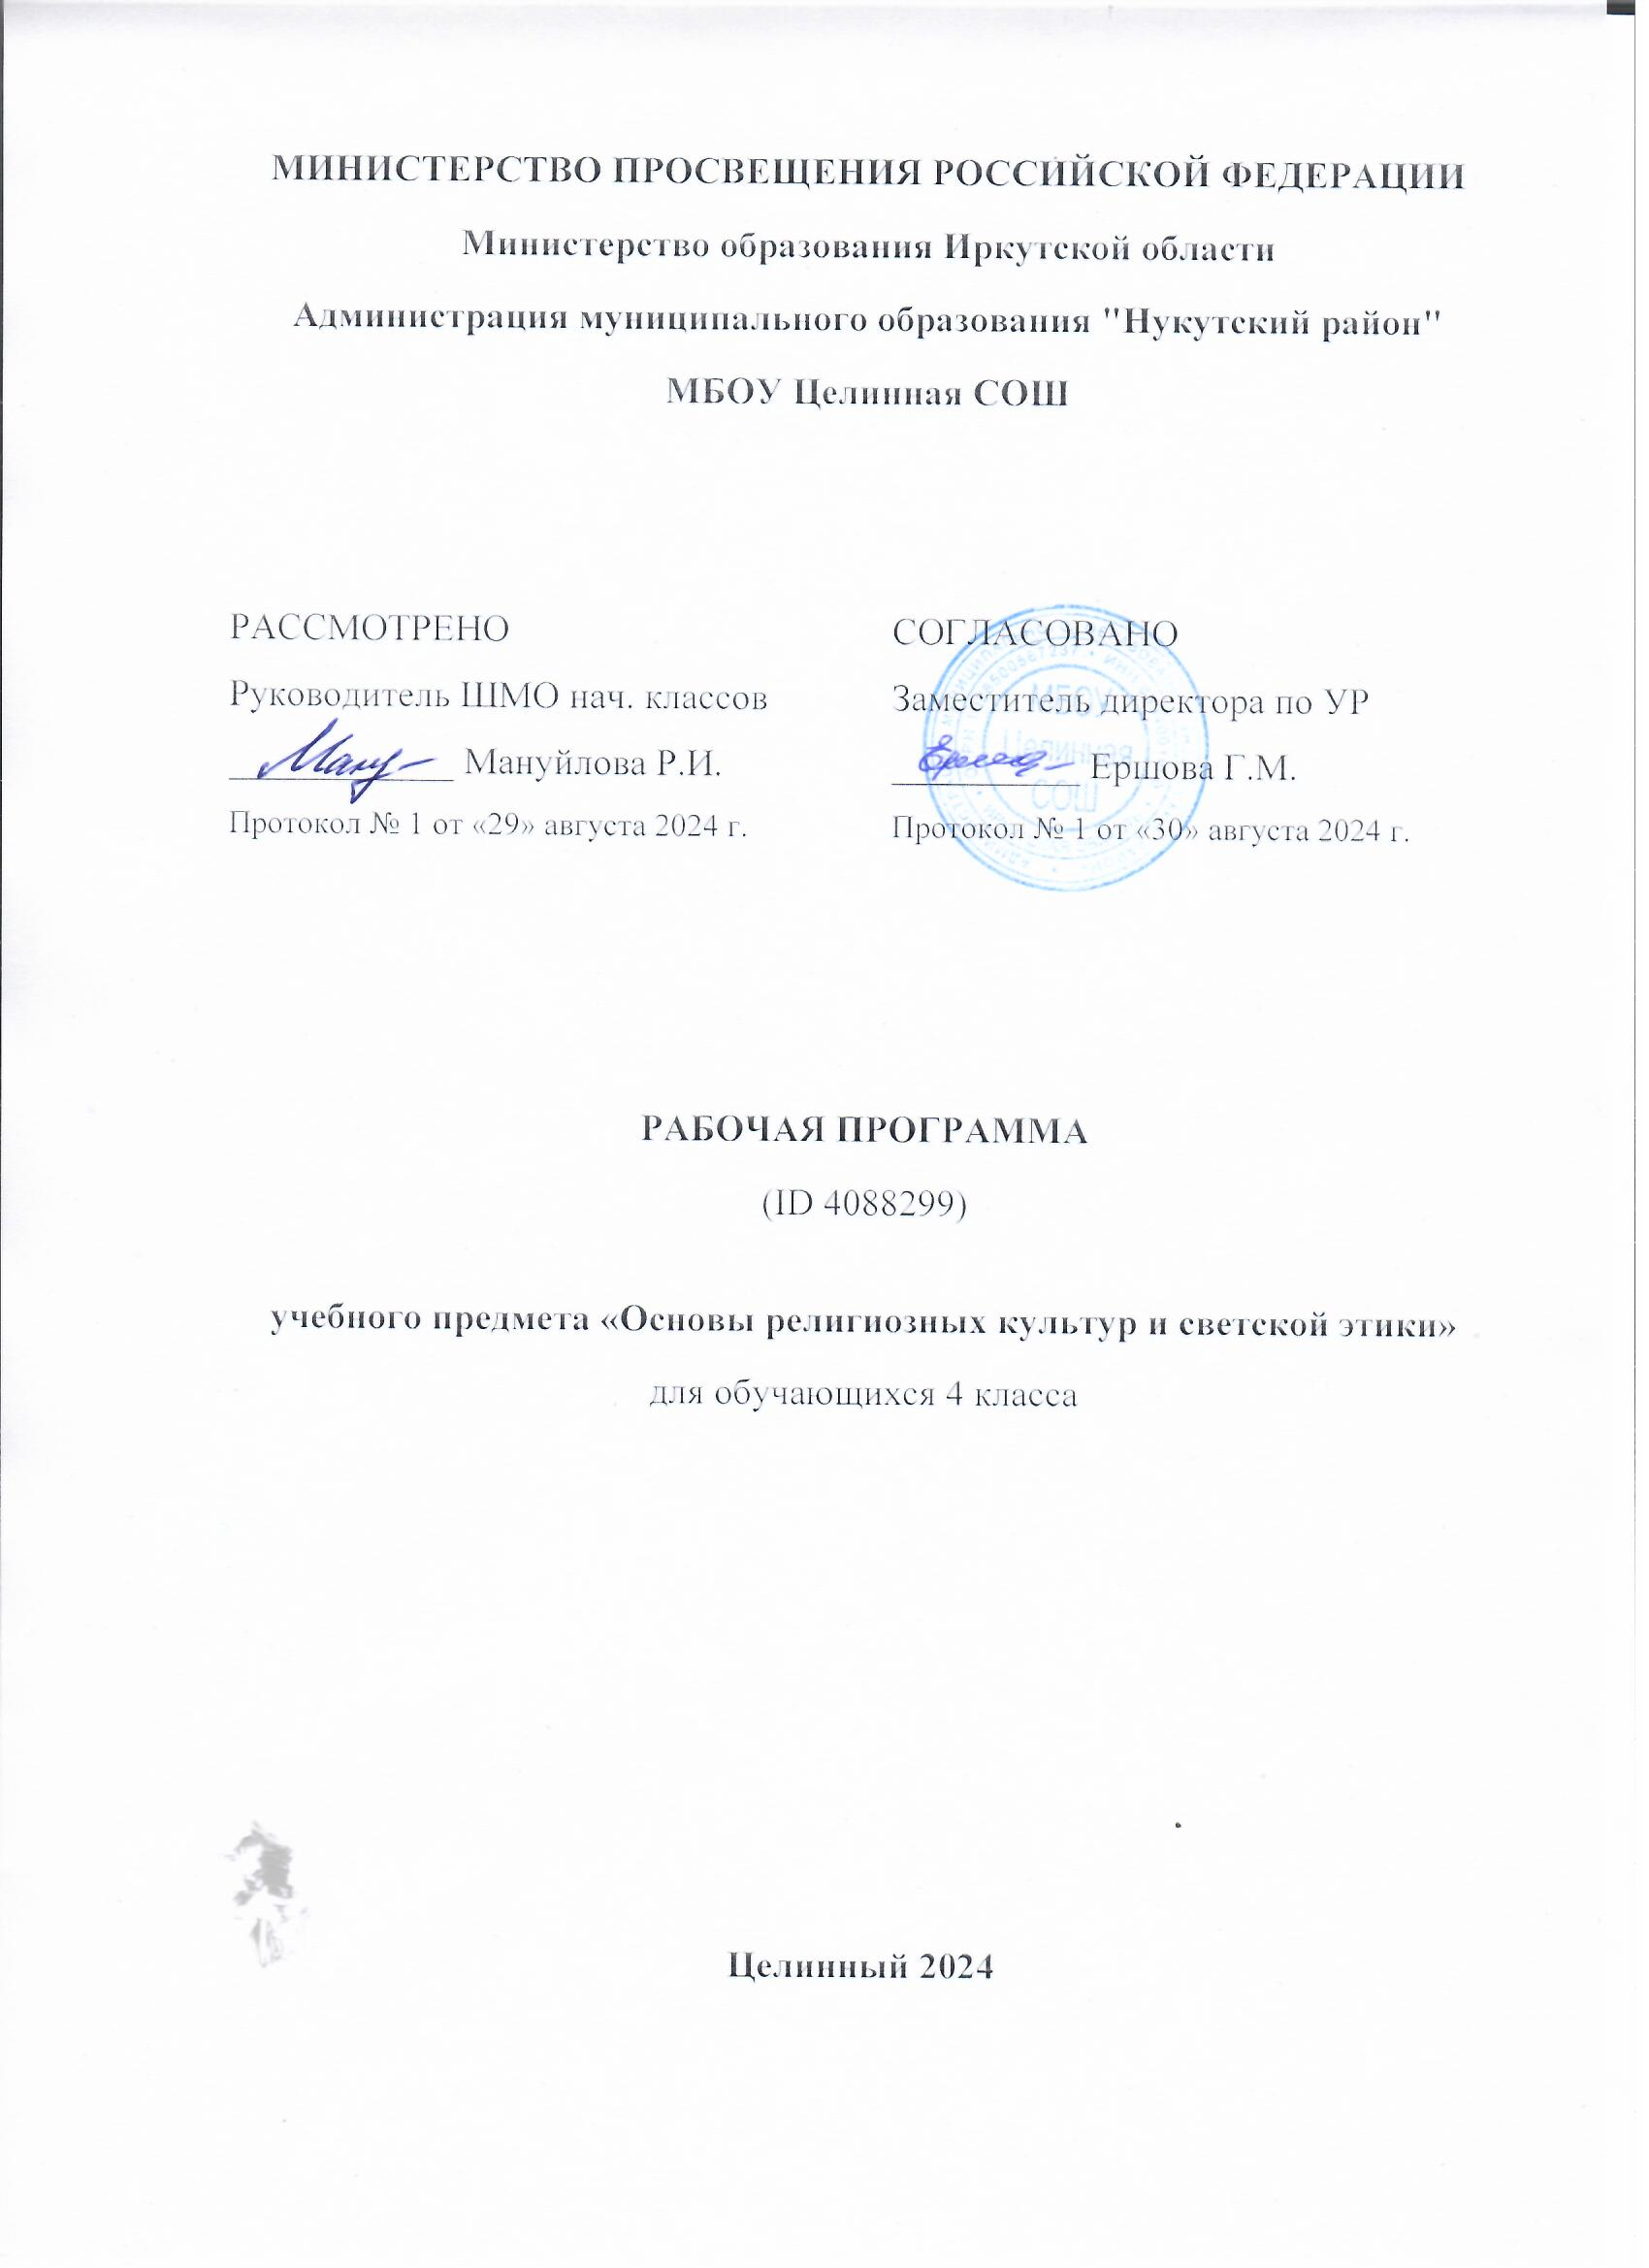 МИНИСТЕРСТВО ПРОСВЕЩЕНИЯ РОССИЙСКОЙ ФЕДЕРАЦИИ
Министерство образования Иркутской области
Администрация муниципального образования "Нукутский район"
МБОУ Целинная СОШ
РАССМОТРЕНО
Руководитель ШМО нач. классов
Мануйлова Р.И.
Протокол № 1 от «29» августа 2024 г.
СОГЛАСОВАНО
Заместитель директора по УР
Ершова Г.М.
Протокол № 1 от «30» августа 2024 г.
МБОУ
Целинная
СОШ
РАБОЧАЯ ПРОГРАММА
(ID 4088299)
учебного предмета «Основы религиозных культур и светской этики»
для обучающихся 4 класса
Целинный 2024